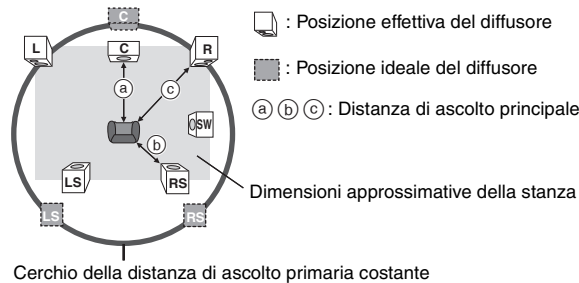 C
L
C
R
: Posizione effettiva del diffusore
: Posizione ideale del diffusore
a
c
a b c : Distanza di ascolto principale
SW
b
LS
RS
Dimensioni approssimative della stanza
LS
RS
Cerchio della distanza di ascolto primaria costante